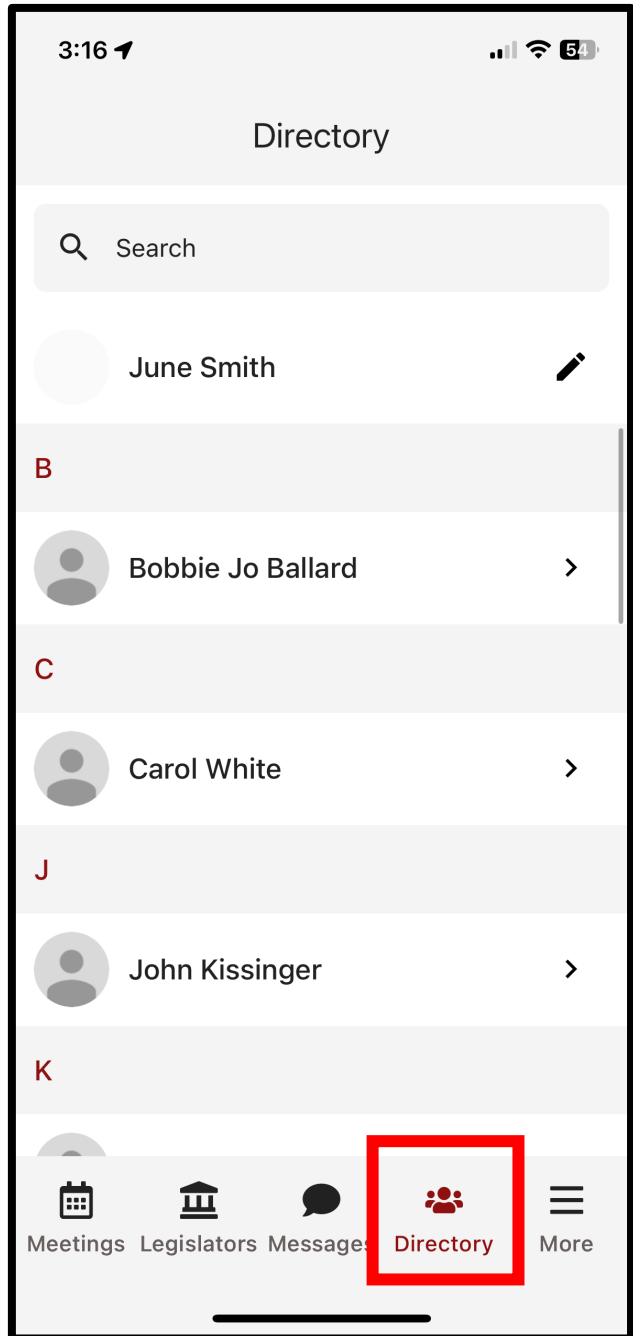 3:16
54
Directory
Search
June Smith
B
Bobbie Jo Ballard
C
Carol White
J
John Kissinger
K
Meetings Legislators Messages Directory More